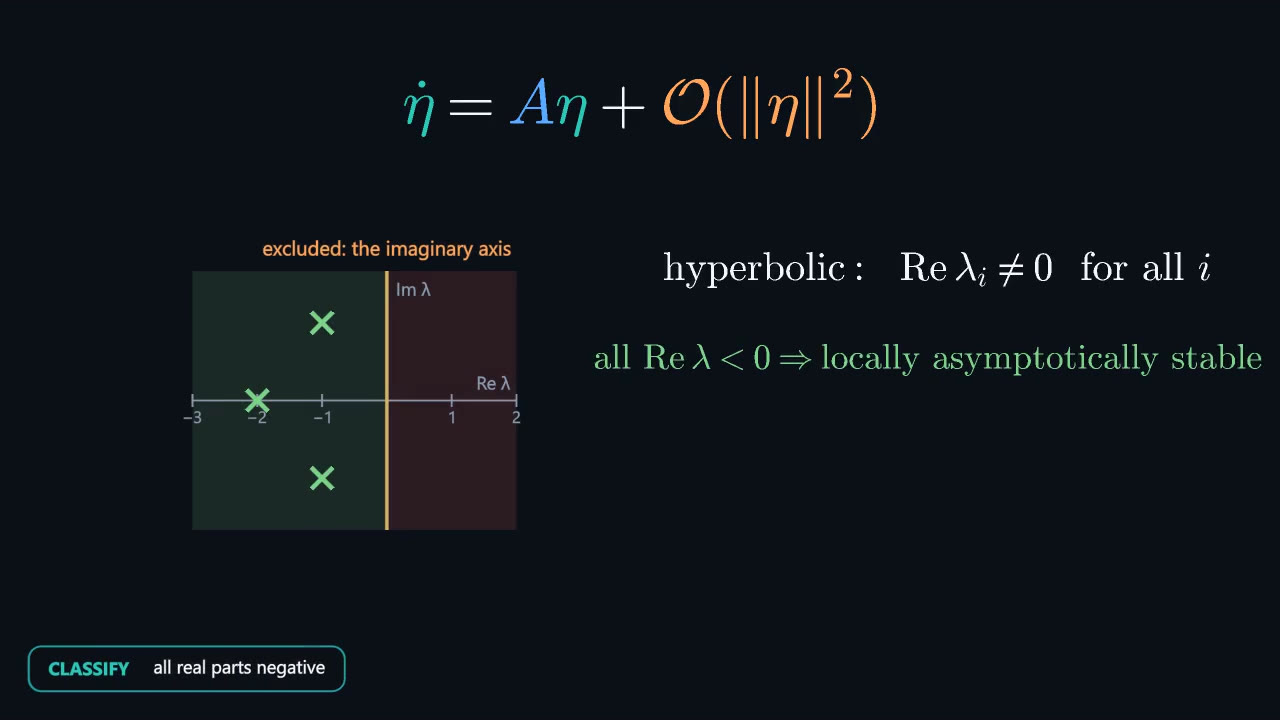 η̇ = Aη + 𝒪(‖η‖²)
excluded: the imaginary axis
hyperbolic: Re λᵢ ≠ 0 for all i
Im λ
all Re λ < 0 ⇒ locally asymptotically stable
Re λ
−3 −2 −1 1 2
CLASSIFY all real parts negative